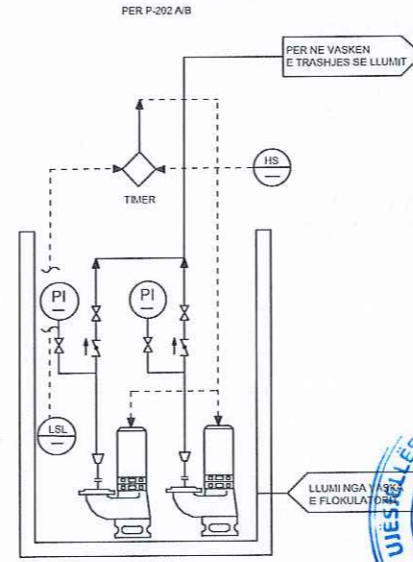 PER P-202 A/B
PER NE VASKEN
E TRASHJES SE LLUMIT
HS
TIMER
PI
PI
LSL
LLUMI NGA VASKA
E FLOKULATORIT